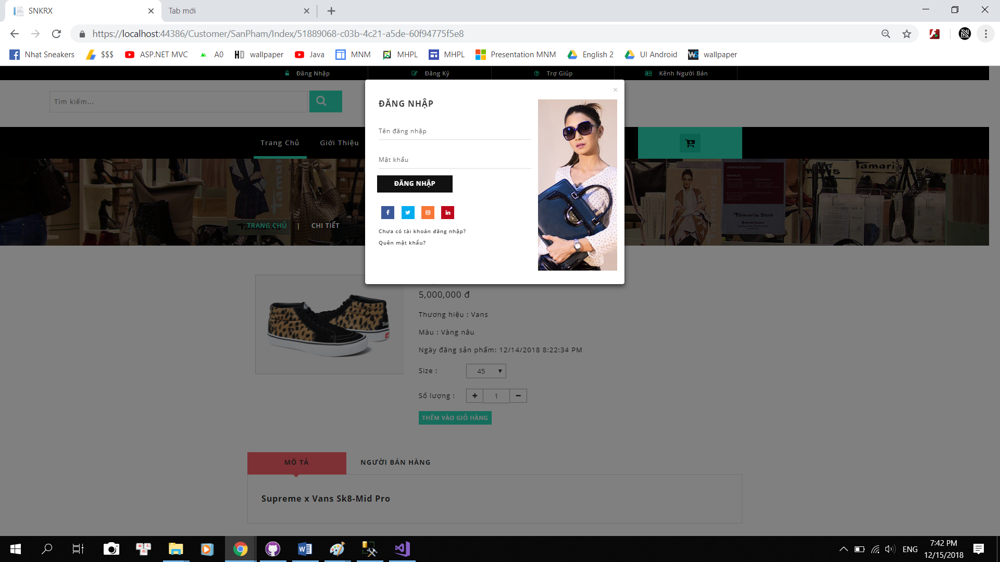 SNKRX
Tab mới
https://localhost:44386/Customer/SanPham/Index/51889068-c03b-4c21-a5de-60f94775f5e8
Nhạt Sneakers
$$$
ASP.NET MVC
A0
HD wallpaper
Java
MNM
MHPL
MHPL
Presentation MNM
English 2
UI Android
wallpaper
Đăng Nhập
Đăng Ký
Trợ Giúp
Kênh Người Bán
Tìm kiếm...
ĐĂNG NHẬP
Tên đăng nhập
Trang Chủ
Giới Thiệu
Mật khẩu
ĐĂNG NHẬP
Tamaris
Tamaris Store
TRANG CHỦ | CHI TIẾT
Chưa có tài khoản đăng nhập?
Quên mật khẩu?
5,000,000 đ
Thương hiệu : Vans
Màu : Vàng nâu
Ngày đăng sản phẩm: 12/14/2018 8:22:34 PM
Size :
45
Số lượng :
1
THÊM VÀO GIỎ HÀNG
MÔ TẢ
NGƯỜI BÁN HÀNG
Supreme x Vans Sk8-Mid Pro
ENG
7:42 PM
12/15/2018